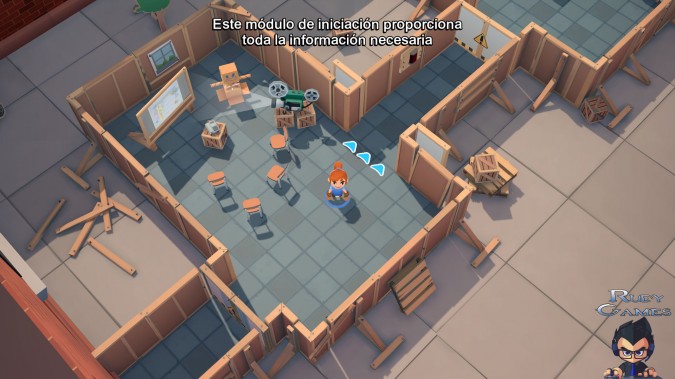 Este módulo de iniciación proporciona
toda la información necesaria
Ruby
Games